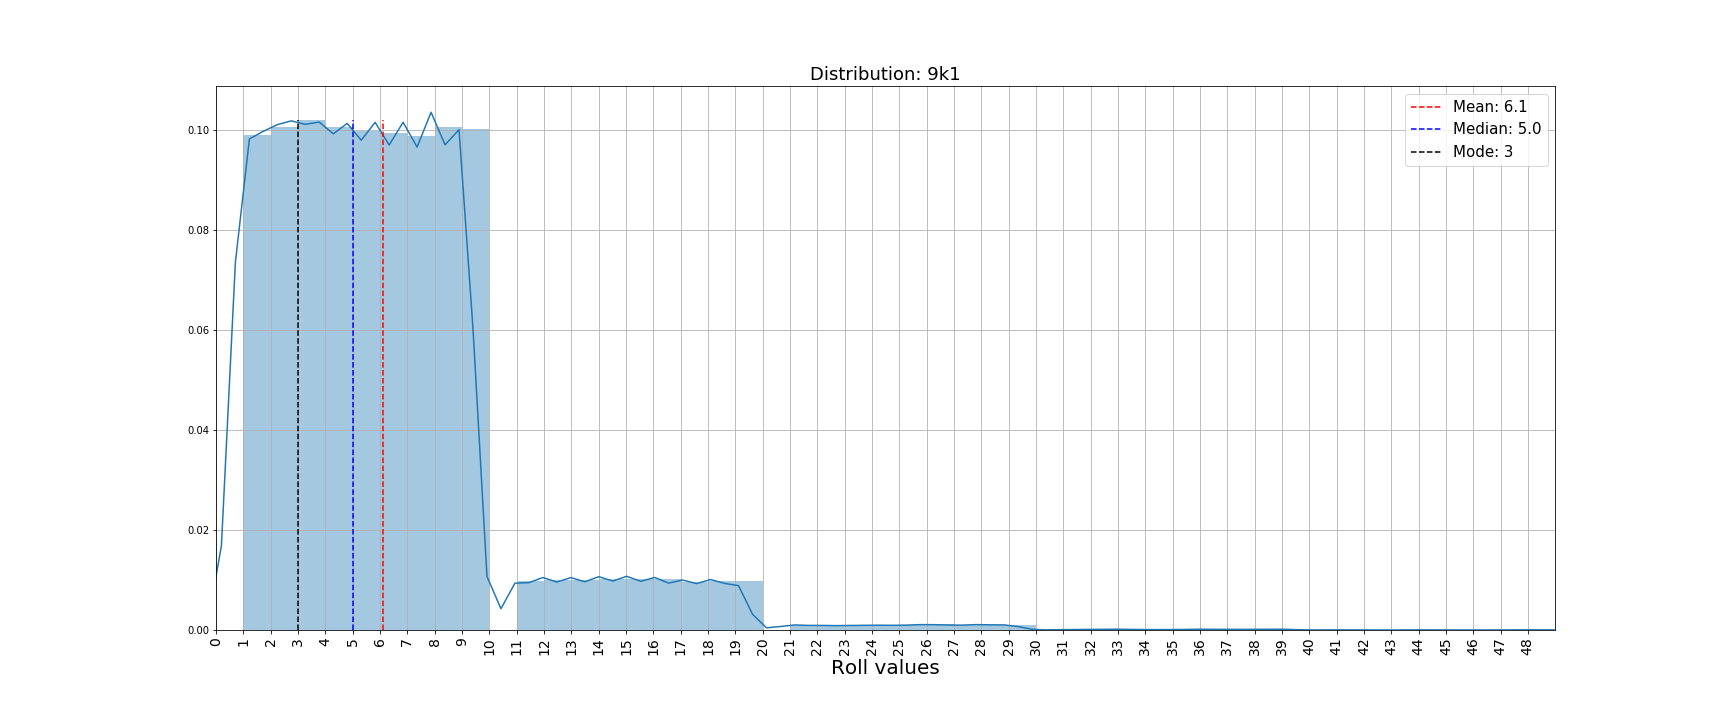 Distribution: 9k1
Mean: 6.1
Median: 5.0
Mode: 3
0.10
0.08
0.06
0.04
0.02
0.00
0 1 2 3 4 5 6 7 8 9 10 11 12 13 14 15 16 17 18 19 20 21 22 23 24 25 26 27 28 29 30 31 32 33 34 35 36 37 38 39 40 41 42 43 44 45 46 47 48
Roll values